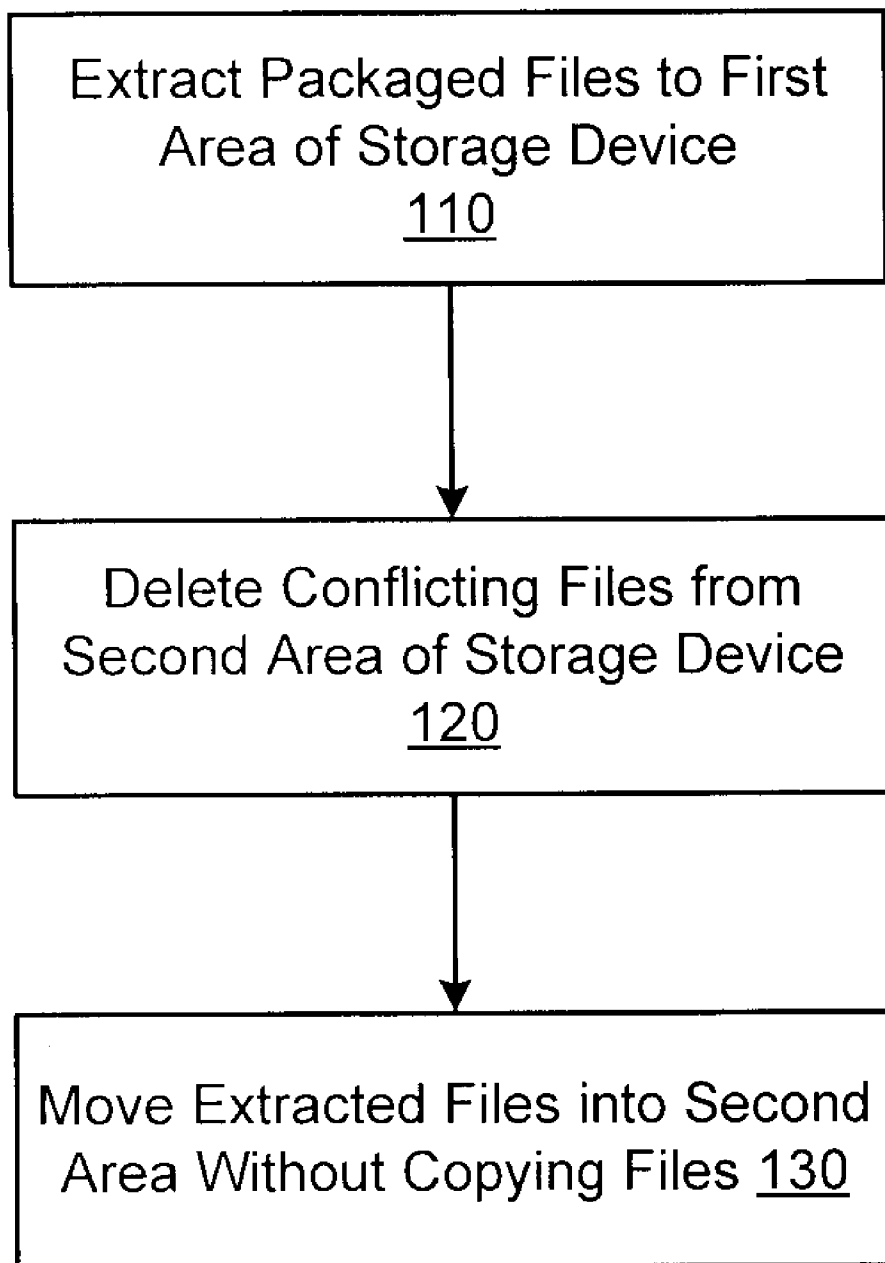 Extract Packaged Files to First
Area of Storage Device
110
Delete Conflicting Files from
Second Area of Storage Device
120
Move Extracted Files into Second
Area Without Copying Files 130